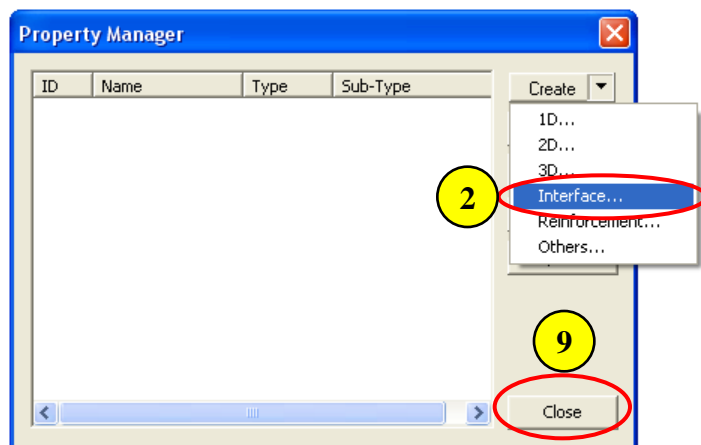 Property Manager
ID Name Type Sub-Type
Create
1D...
2D...
3D...
2
Interface...
Reinforcement...
Others...
9
Close